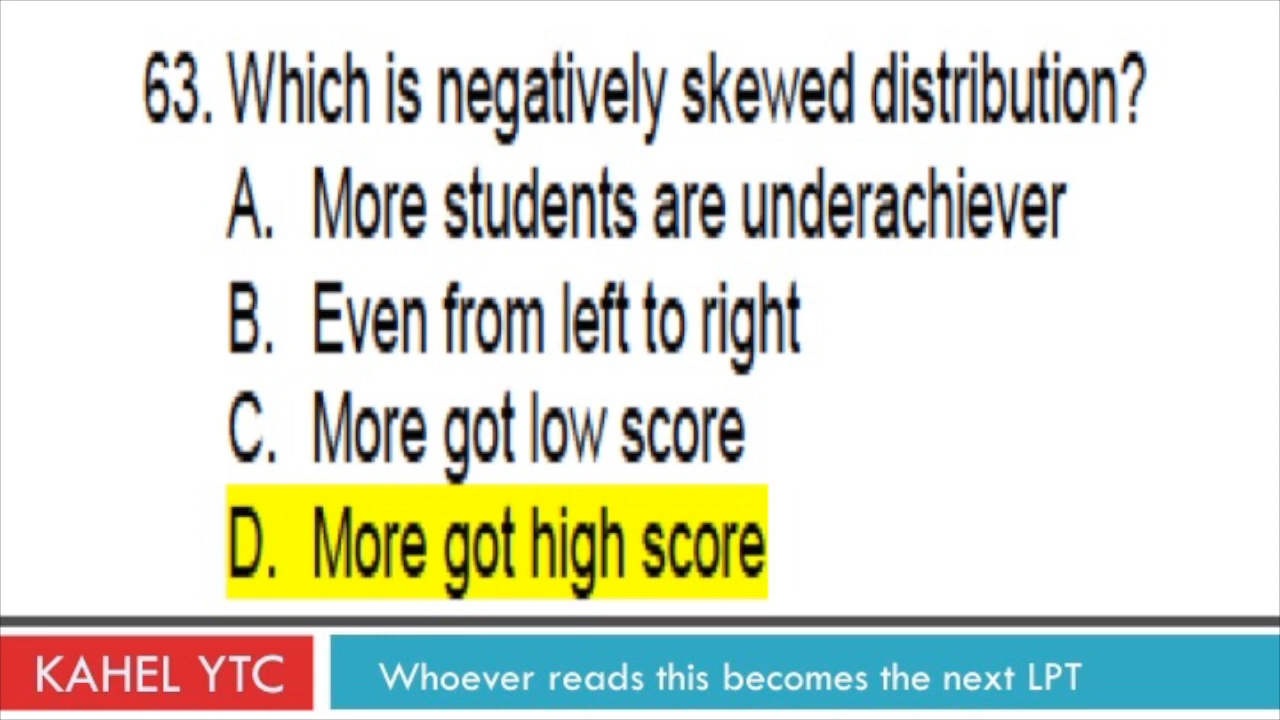 63. Which is negatively skewed distribution?
A. More students are underachiever
B. Even from left to right
C. More got low score
D. More got high score
KAHEL YTC
Whoever reads this becomes the next LPT